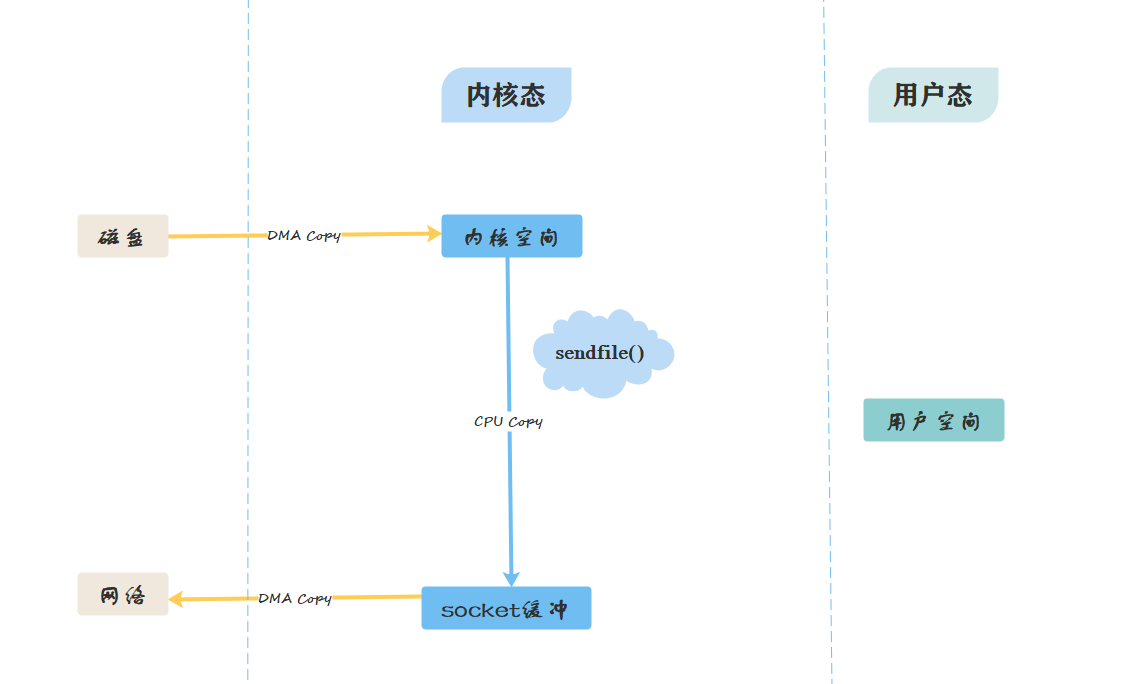 内核态
用户态
磁盘
DMA Copy
内核空间
sendfile()
CPU Copy
用户空间
网络
DMA Copy
socket缓冲